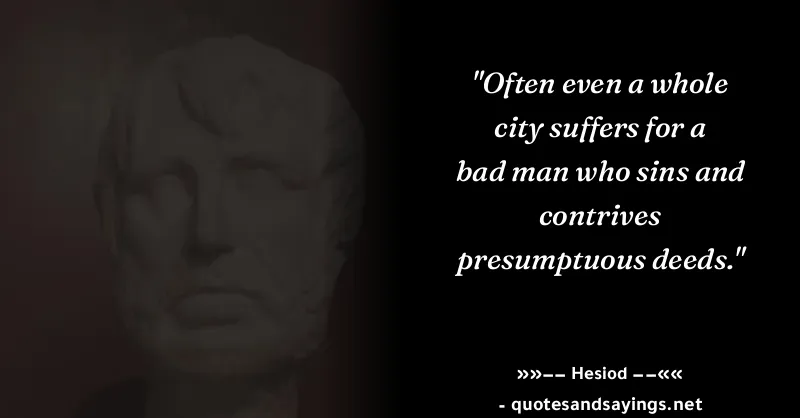 "Often even a whole
city suffers for a
bad man who sins and
contrives
presumptuous deeds."
»»−− Hesiod −−««
- quotesandsayings.net